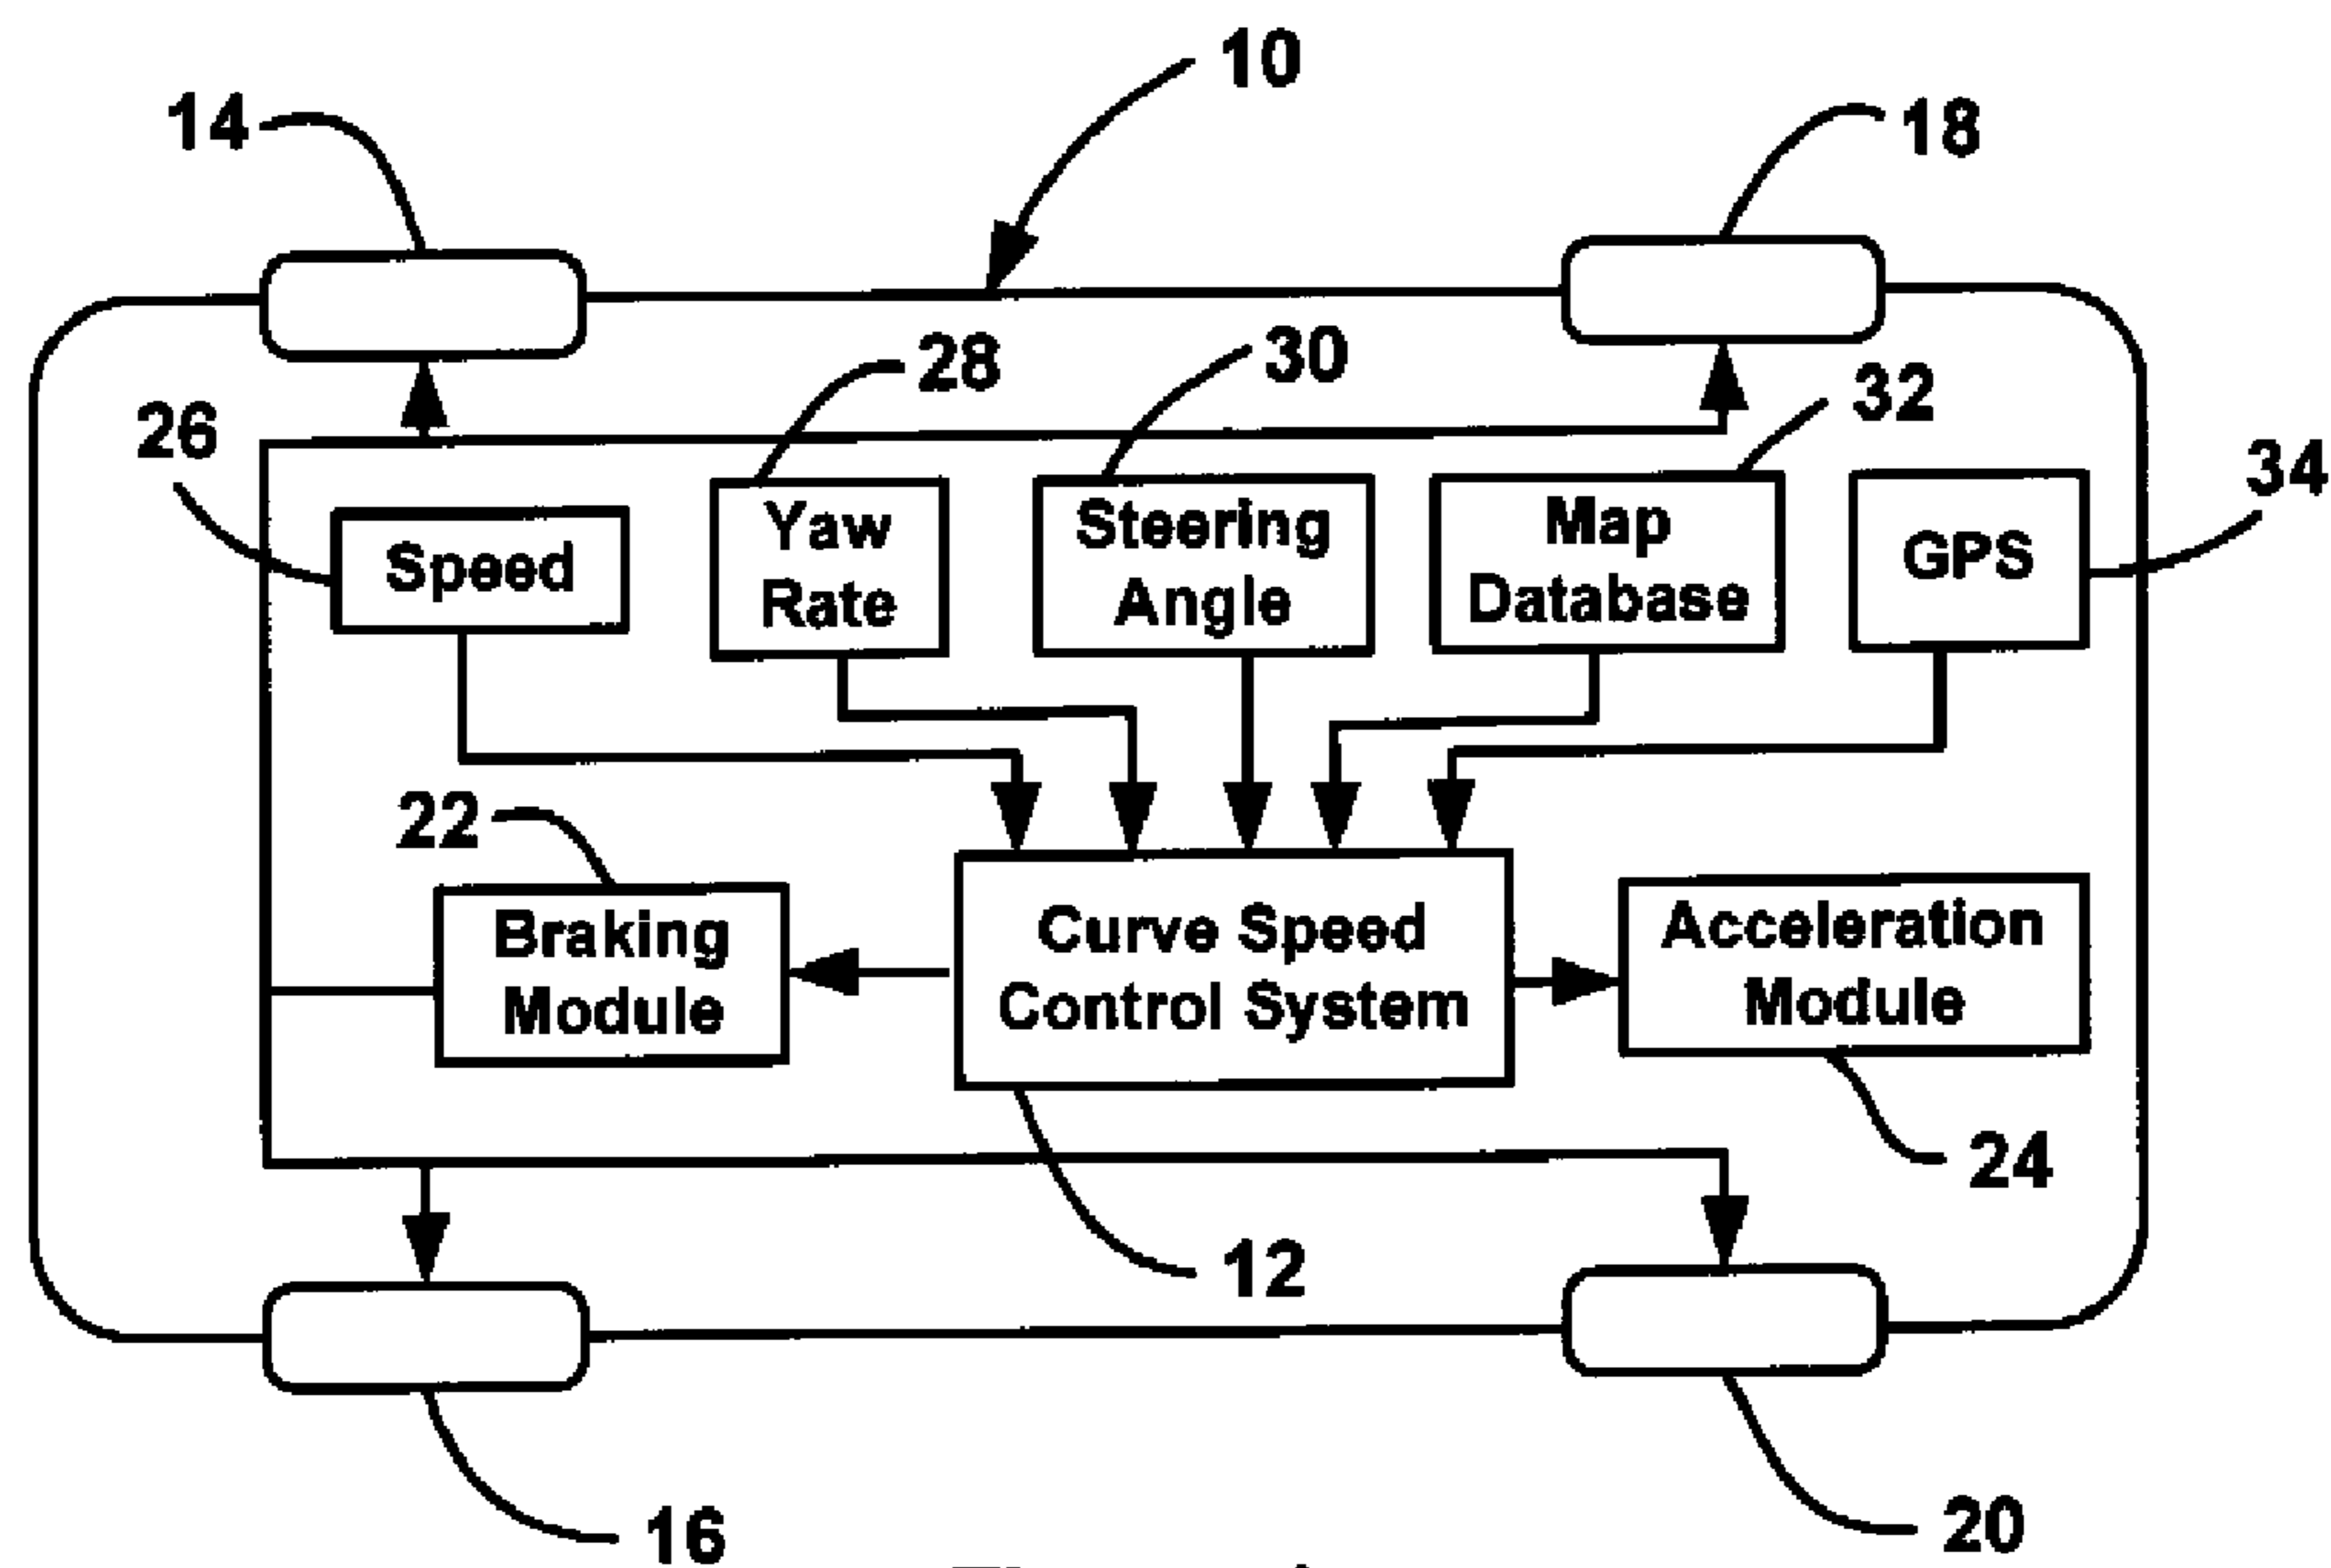 10
14
18
28
30
32
26
34
Speed
Yaw
Rate
Steering
Angle
Map
Database
GPS
22
Braking
Module
Curve Speed
Control System
Acceleration
Module
24
12
16
20